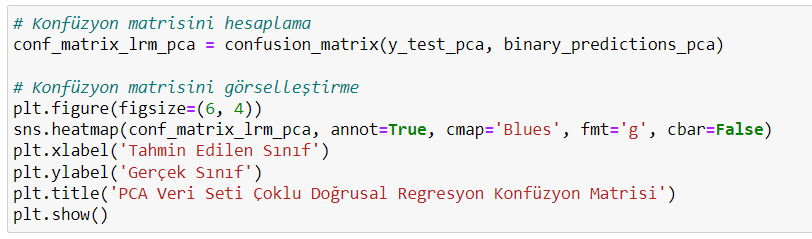 # Konfüzyon matrisini hesaplama
conf_matrix_lrm_pca = confusion_matrix(y_test_pca, binary_predictions_pca)
# Konfüzyon matrisini görselleştirme
plt.figure(figsize=(6, 4))
sns.heatmap(conf_matrix_lrm_pca, annot=True, cmap='Blues', fmt='g', cbar=False)
plt.xlabel('Tahmin Edilen Sınıf')
plt.ylabel('Gerçek Sınıf')
plt.title('PCA Veri Seti Çoklu Doğrusal Regresyon Konfüzyon Matrisi')
plt.show()